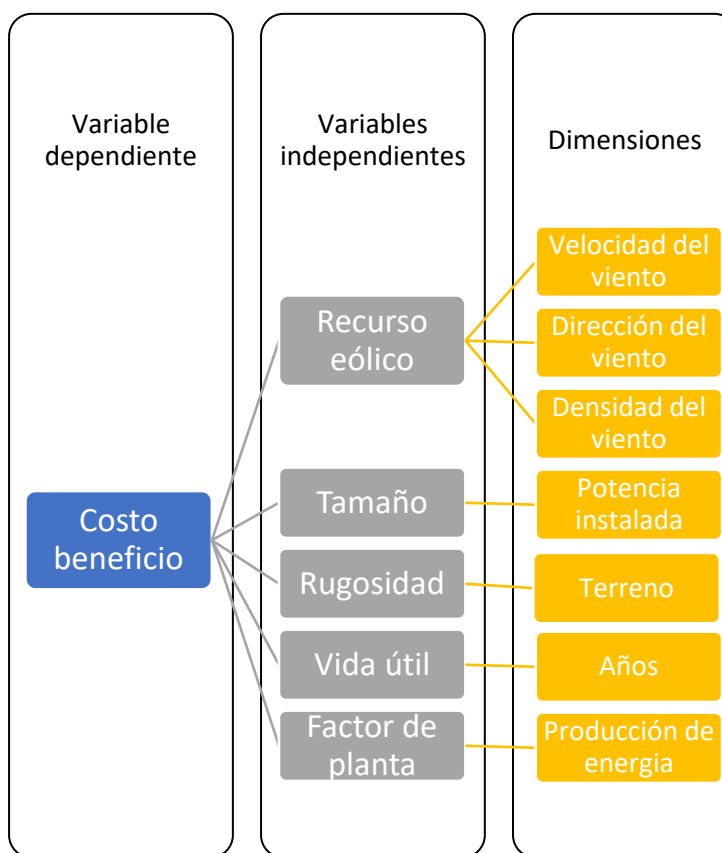 Variable
dependiente
Variables
independientes
Dimensiones
Costo
beneficio
Recurso
eólico
Tamaño
Rugosidad
Vida útil
Factor de
planta
Velocidad del
viento
Dirección del
viento
Densidad del
viento
Potencia
instalada
Terreno
Años
Producción de
energia